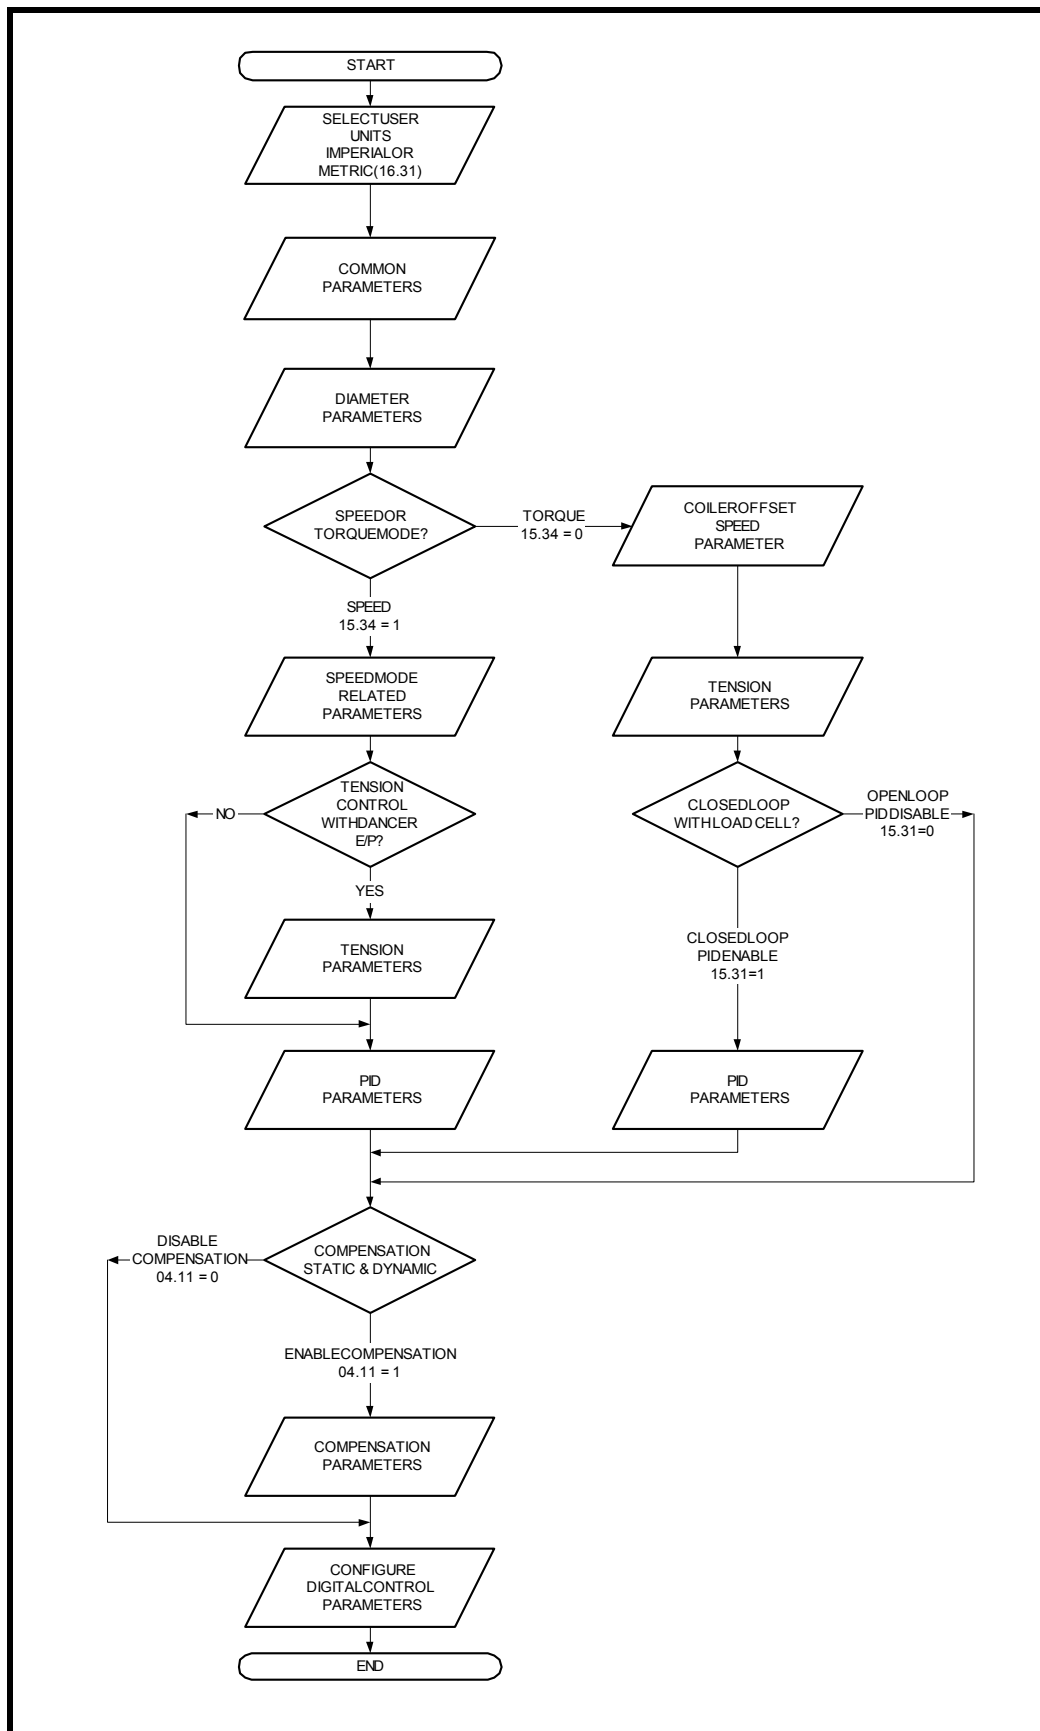 START
SELECTUSER
UNITS
IMPERIALOR
METRIC(16.31)
COMMON
PARAMETERS
DIAMETER
PARAMETERS
SPEEDOR
TORQUEMODE?
TORQUE
15.34 = 0
COILEROFFSET
SPEED
PARAMETER
SPEED
15.34 = 1
SPEEDMODE
RELATED
PARAMETERS
TENSION
PARAMETERS
TENSION
CONTROL
WITHDANCER
E/P?
NO
CLOSEDLOOP
WITH LOAD CELL?
OPENLOOP
PIDDISABLE
15.31=0
YES
TENSION
PARAMETERS
CLOSEDLOOP
PIDENABLE
15.31=1
PID
PARAMETERS
PID
PARAMETERS
DISABLE
COMPENSATION
04.11 = 0
COMPENSATION
STATIC & DYNAMIC
ENABLECOMPENSATION
04.11 = 1
COMPENSATION
PARAMETERS
CONFIGURE
DIGITALCONTROL
PARAMETERS
END